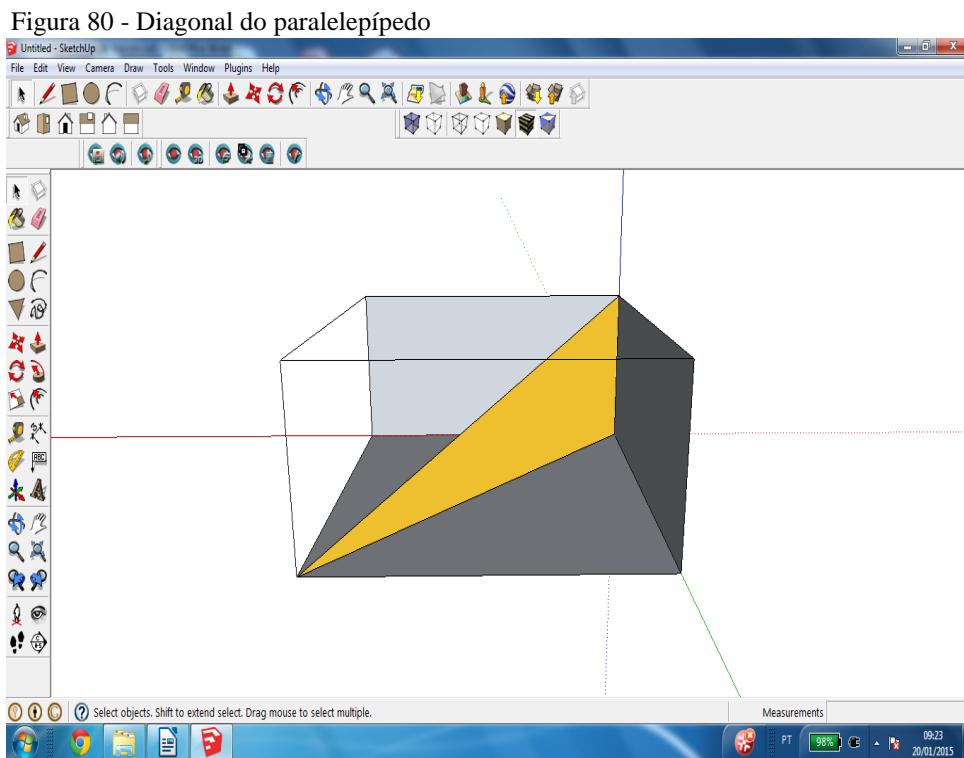 Figura 80 - Diagonal do paralelepípedo
Untitled - SketchUp
File Edit View Camera Draw Tools Window Plugins Help
ABC
Select objects. Shift to extend select. Drag mouse to select multiple.
Measurements
PT
98%
09:23
20/01/2015